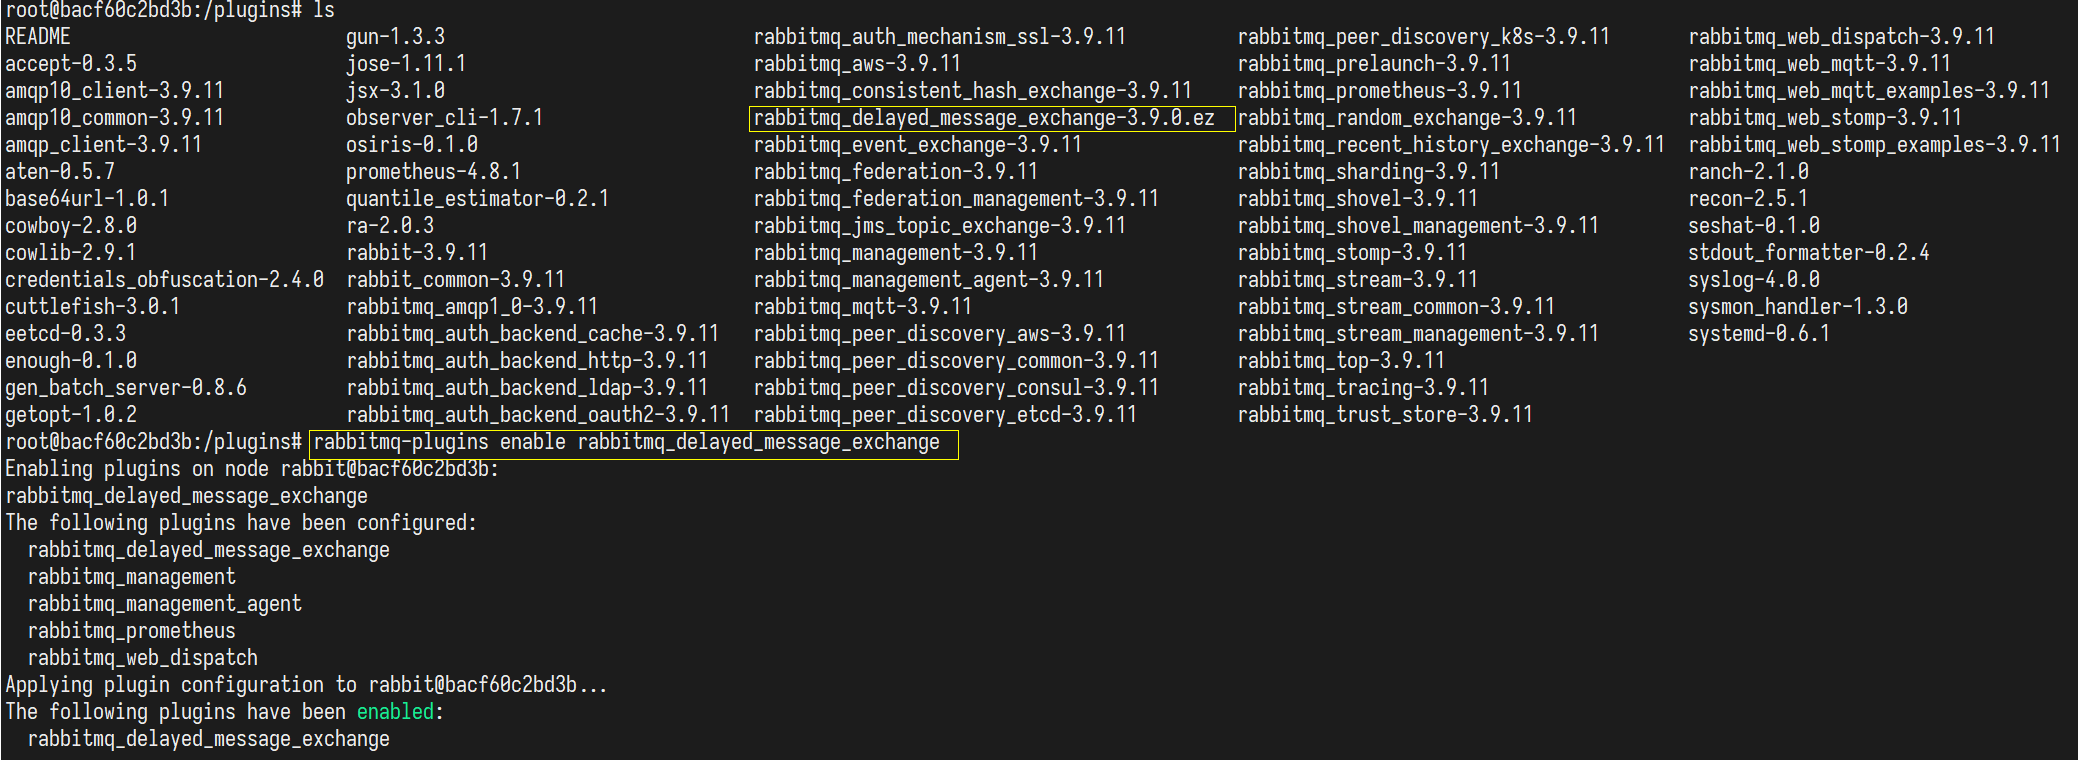 root@bacf60c2bd3b:/plugins# ls
README gun-1.3.3 rabbitmq_auth_mechanism_ssl-3.9.11 rabbitmq_peer_discovery_k8s-3.9.11 rabbitmq_web_dispatch-3.9.11
accept-0.3.5 jose-1.11.1 rabbitmq_aws-3.9.11 rabbitmq_prelaunch-3.9.11 rabbitmq_web_mqtt-3.9.11
amqp10_client-3.9.11 jsx-3.1.0 rabbitmq_consistent_hash_exchange-3.9.11 rabbitmq_prometheus-3.9.11 rabbitmq_web_mqtt_examples-3.9.11
amqp10_common-3.9.11 observer_cli-1.7.1 rabbitmq_delayed_message_exchange-3.9.0.ez rabbitmq_random_exchange-3.9.11 rabbitmq_web_stomp-3.9.11
amqp_client-3.9.11 osiris-0.1.0 rabbitmq_event_exchange-3.9.11 rabbitmq_recent_history_exchange-3.9.11 rabbitmq_web_stomp_examples-3.9.11
aten-0.5.7 prometheus-4.8.1 rabbitmq_federation-3.9.11 rabbitmq_sharding-3.9.11 ranch-2.1.0
base64url-1.0.1 quantile_estimator-0.2.1 rabbitmq_federation_management-3.9.11 rabbitmq_shovel-3.9.11 recon-2.5.1
cowboy-2.8.0 ra-2.0.3 rabbitmq_jms_topic_exchange-3.9.11 rabbitmq_shovel_management-3.9.11 seshat-0.1.0
cowlib-2.9.1 rabbit-3.9.11 rabbitmq_management-3.9.11 rabbitmq_stomp-3.9.11 stdout_formatter-0.2.4
credentials_obfuscation-2.4.0 rabbit_common-3.9.11 rabbitmq_management_agent-3.9.11 rabbitmq_stream-3.9.11 syslog-4.0.0
cuttlefish-3.0.1 rabbitmq_amqp1_0-3.9.11 rabbitmq_mqtt-3.9.11 rabbitmq_stream_common-3.9.11 sysmon_handler-1.3.0
eetcd-0.3.3 rabbitmq_auth_backend_cache-3.9.11 rabbitmq_peer_discovery_aws-3.9.11 rabbitmq_stream_management-3.9.11 systemd-0.6.1
enough-0.1.0 rabbitmq_auth_backend_http-3.9.11 rabbitmq_peer_discovery_common-3.9.11 rabbitmq_top-3.9.11
gen_batch_server-0.8.6 rabbitmq_auth_backend_ldap-3.9.11 rabbitmq_peer_discovery_consul-3.9.11 rabbitmq_tracing-3.9.11
getopt-1.0.2 rabbitmq_auth_backend_oauth2-3.9.11 rabbitmq_peer_discovery_etcd-3.9.11 rabbitmq_trust_store-3.9.11
root@bacf60c2bd3b:/plugins# rabbitmq-plugins enable rabbitmq_delayed_message_exchange
Enabling plugins on node rabbit@bacf60c2bd3b:
rabbitmq_delayed_message_exchange
The following plugins have been configured:
rabbitmq_delayed_message_exchange
rabbitmq_management
rabbitmq_management_agent
rabbitmq_prometheus
rabbitmq_web_dispatch
Applying plugin configuration to rabbit@bacf60c2bd3b...
The following plugins have been enabled:
rabbitmq_delayed_message_exchange